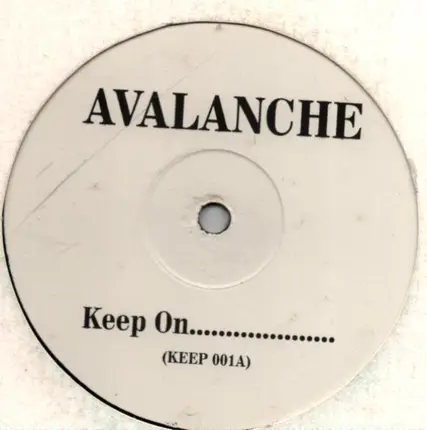 AVALANCHE
Keep On....................
(KEEP 001A)